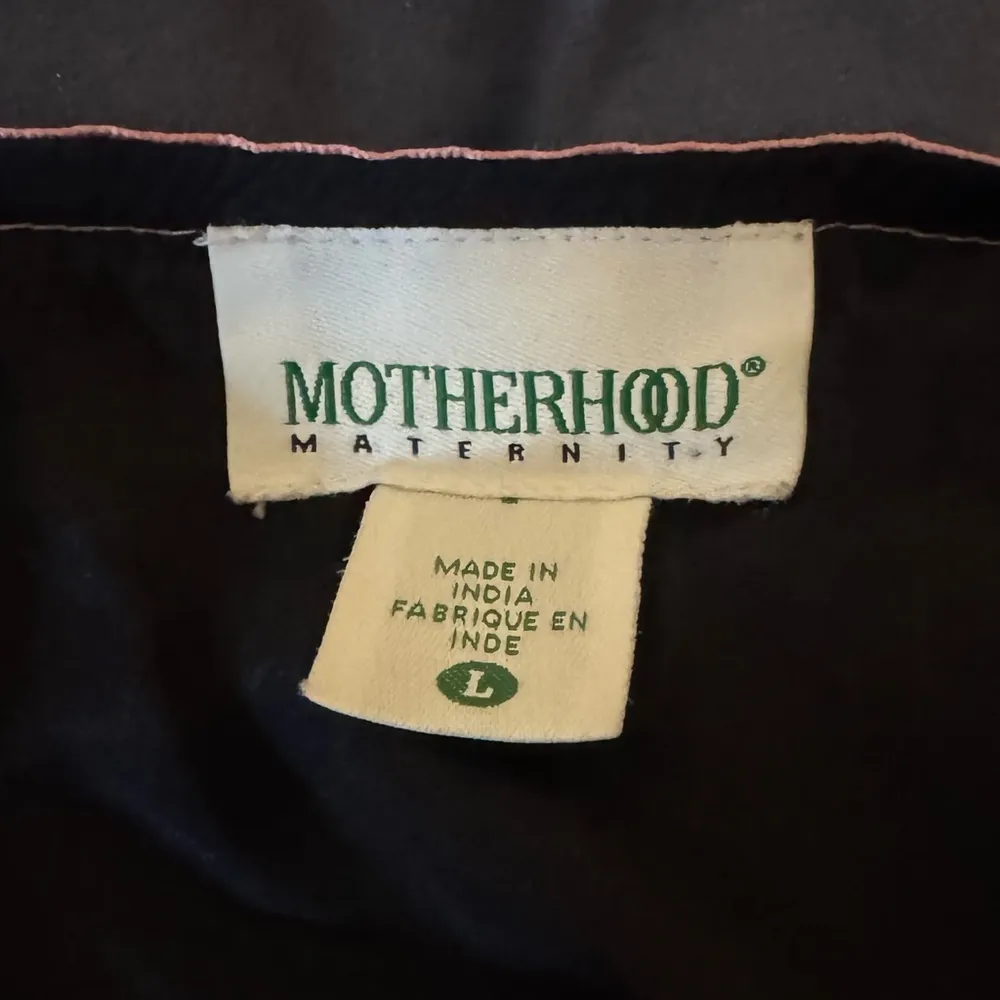 MOTHERHOOD®
MATERNITY
MADE IN
INDIA
FABRIQUE EN
INDE
L